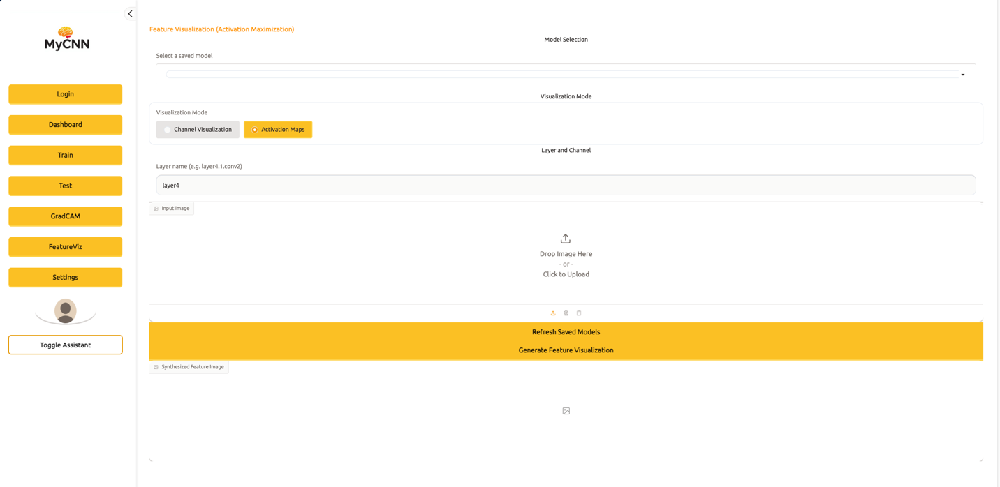 MyCNN
Login
Dashboard
Train
Test
GradCAM
FeatureViz
Settings
Toggle Assistant
Feature Visualization (Activation Maximization)
Model Selection
Select a saved model
Visualization Mode
Visualization Mode
Channel Visualization
Activation Maps
Layer and Channel
Layer name (e.g. layer4.1.conv2)
layer4
Input Image
Drop Image Here
- or -
Click to Upload
Refresh Saved Models
Generate Feature Visualization
Synthesized Feature Image